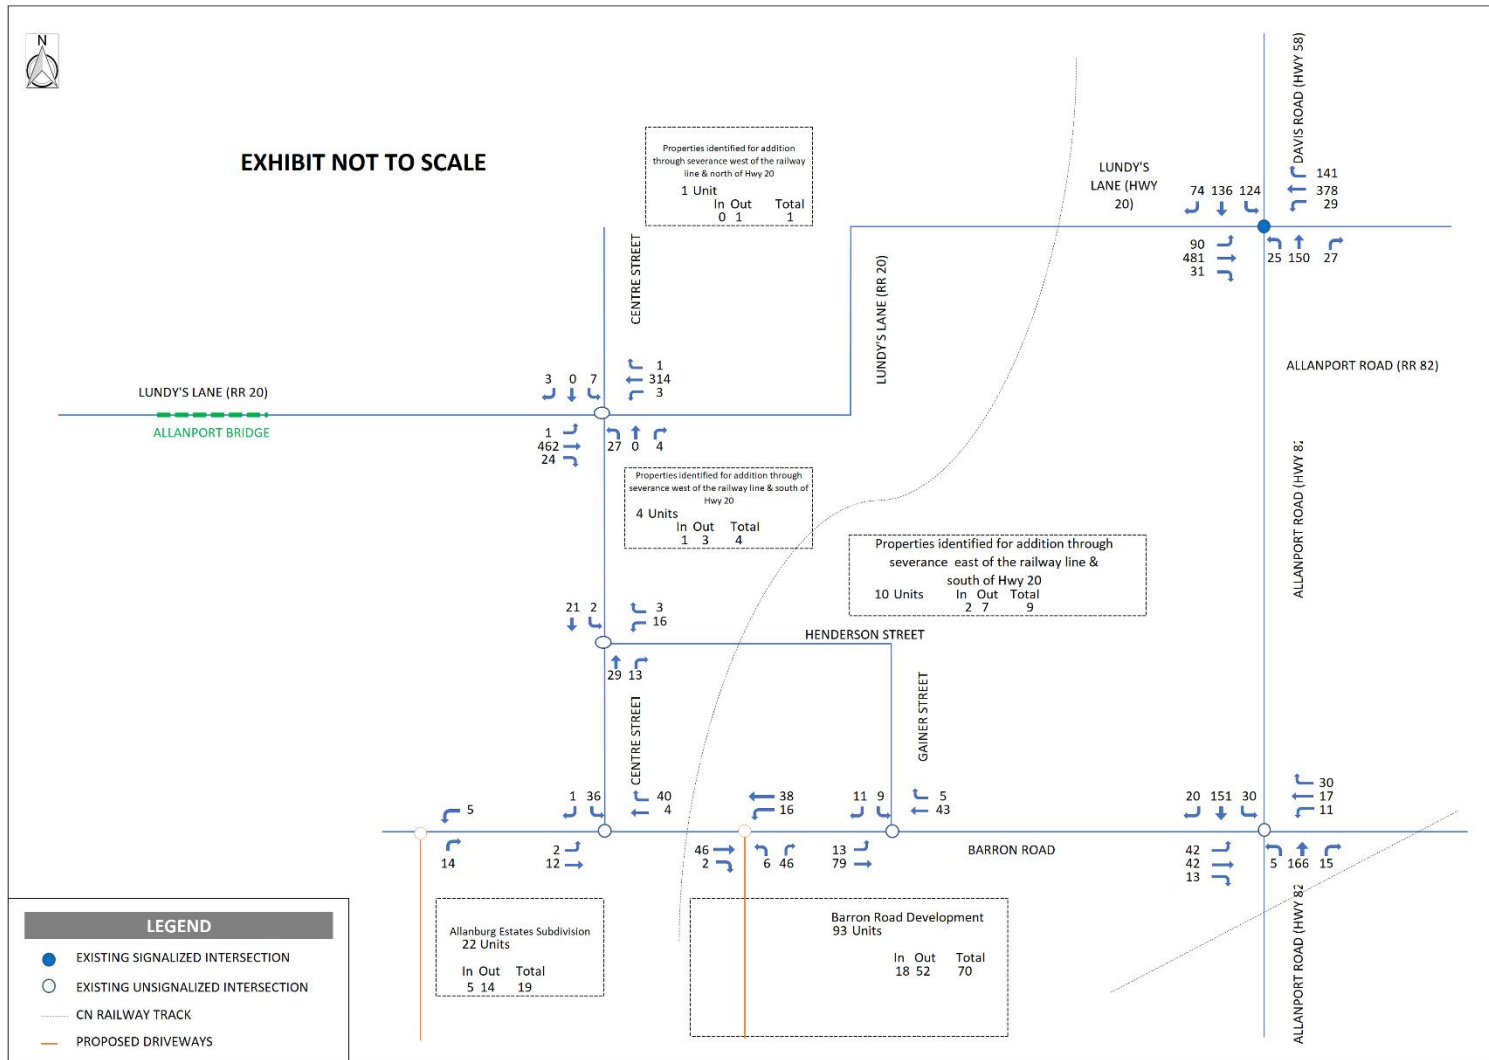 N
EXHIBIT NOT TO SCALE
Properties identified for addition
through severance west of the railway
line & north of Hwy 20
1 Unit
In Out Total
0 1 1
DAVIS ROAD (HWY 58)
LUNDY'S
LANE (HWY
20)
74 136 124
141
378
29
90
481
31
25 150 27
CENTRE STREET
LUNDY'S LANE (RR 20)
ALLANPORT ROAD (RR 82)
LUNDY'S LANE (RR 20)
ALLANPORT BRIDGE
3 0 7
1
314
3
1
462
24
27 0 4
Properties identified for addition through
severance west of the railway line & south of
Hwy 20
4 Units
In Out Total
1 3 4
ALLANPORT ROAD (HWY 82
Properties identified for addition through
severance east of the railway line &
south of Hwy 20
10 Units In Out Total
2 7 9
21 2
3
16
HENDERSON STREET
29 13
CENTRE STREET
GAINER STREET
5
14
1 36
40
4
2
12
38
16
46
2
6 46
11 9
5
43
13
79
BARRON ROAD
20 151 30
30
17
11
42
42
13
5 166 15
ALLANPORT ROAD (HWY 82
Allanburg Estates Subdivision
22 Units
In Out Total
5 14 19
Barron Road Development
93 Units
In Out Total
18 52 70
LEGEND
EXISTING SIGNALIZED INTERSECTION
EXISTING UNSIGNALIZED INTERSECTION
CN RAILWAY TRACK
PROPOSED DRIVEWAYS